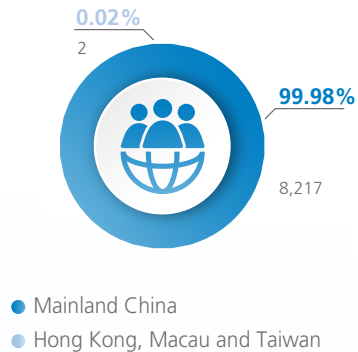 0.02%
2
99.98%
8,217
Mainland China
Hong Kong, Macau and Taiwan